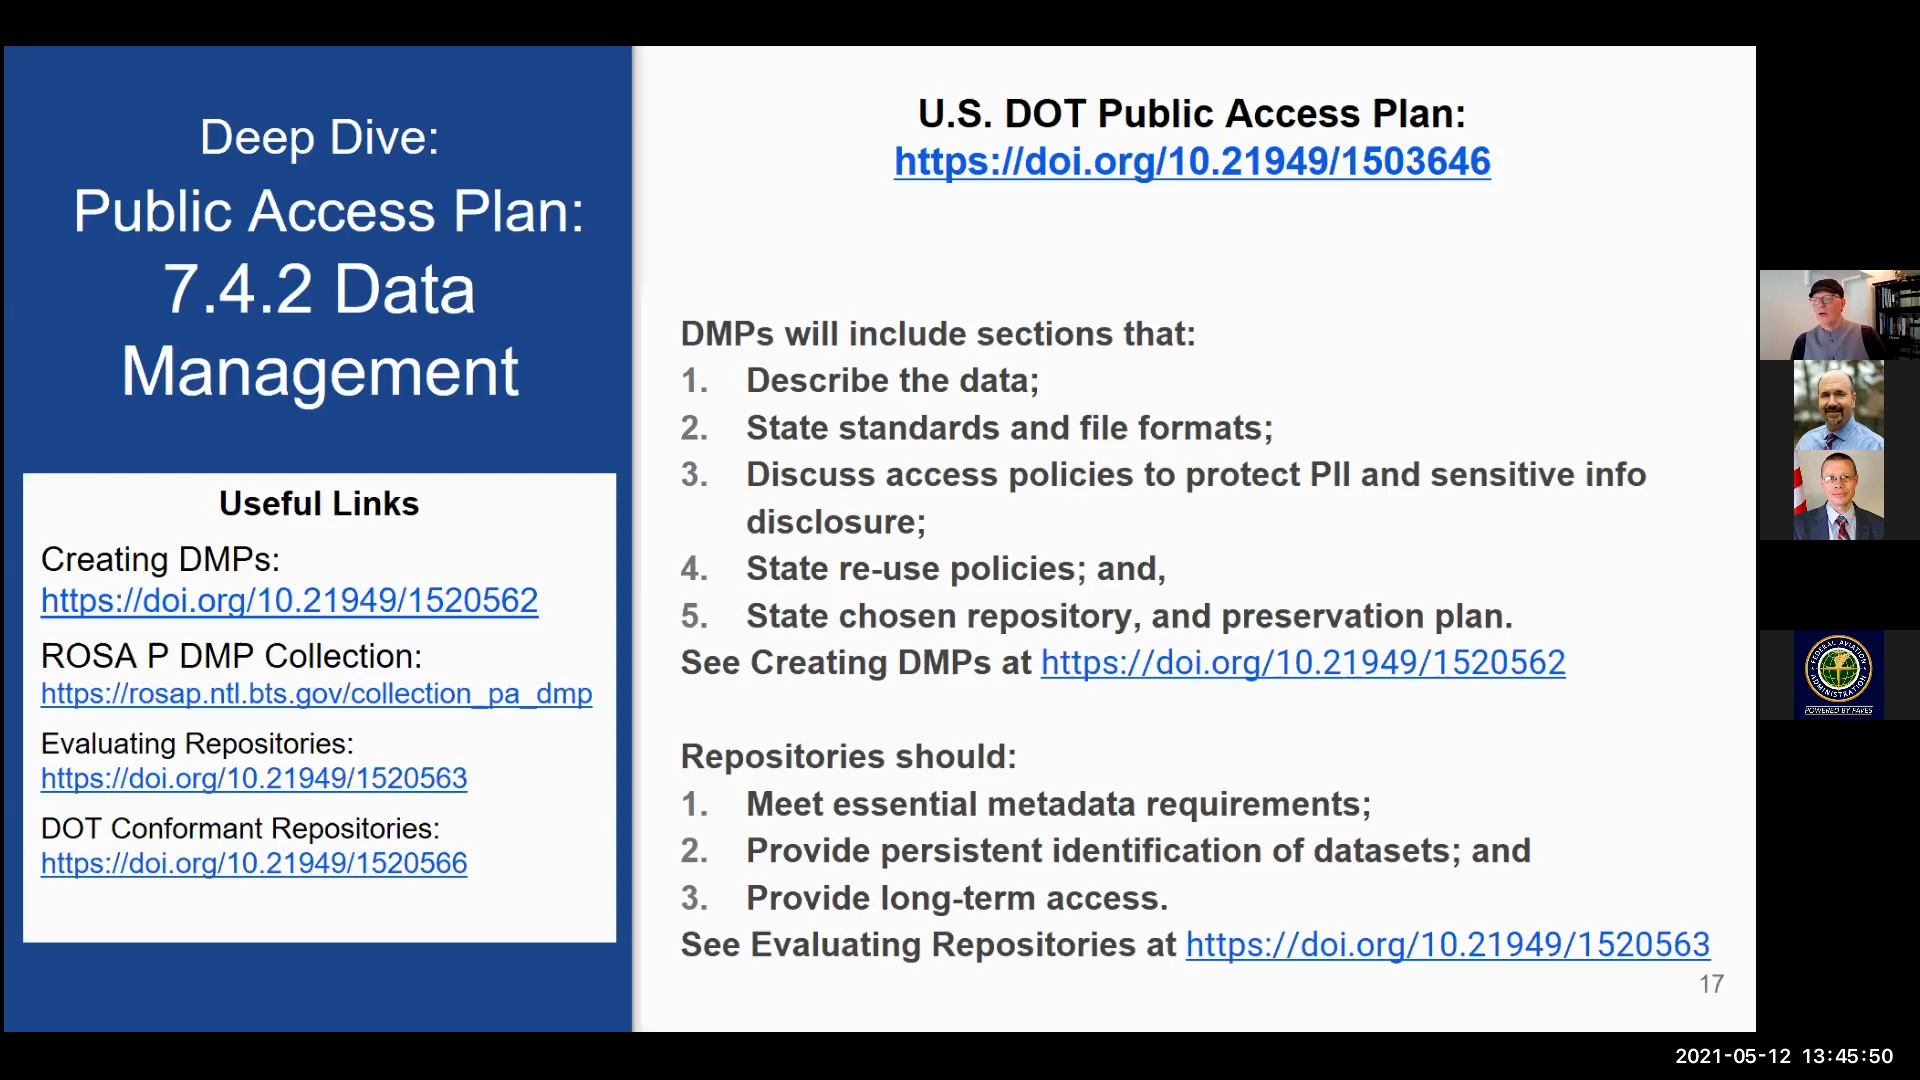 Deep Dive:
Public Access Plan:
7.4.2 Data
Management
Useful Links
Creating DMPs:
https://doi.org/10.21949/1520562
ROSA P DMP Collection:
https://rosap.ntl.bts.gov/collection_pa_dmp
Evaluating Repositories:
https://doi.org/10.21949/1520563
DOT Conformant Repositories:
https://doi.org/10.21949/1520566
U.S. DOT Public Access Plan:
https://doi.org/10.21949/1503646
DMPs will include sections that:
1. Describe the data;
2. State standards and file formats;
3. Discuss access policies to protect PII and sensitive info
disclosure;
4. State re-use policies; and,
5. State chosen repository, and preservation plan.
See Creating DMPs at https://doi.org/10.21949/1520562
Repositories should:
1. Meet essential metadata requirements;
2. Provide persistent identification of datasets; and
3. Provide long-term access.
See Evaluating Repositories at https://doi.org/10.21949/1520563
17
FEDERAL AVIATION
ADMINISTRATION
POWERED BY PAVES
2021-05-12 13:45:50